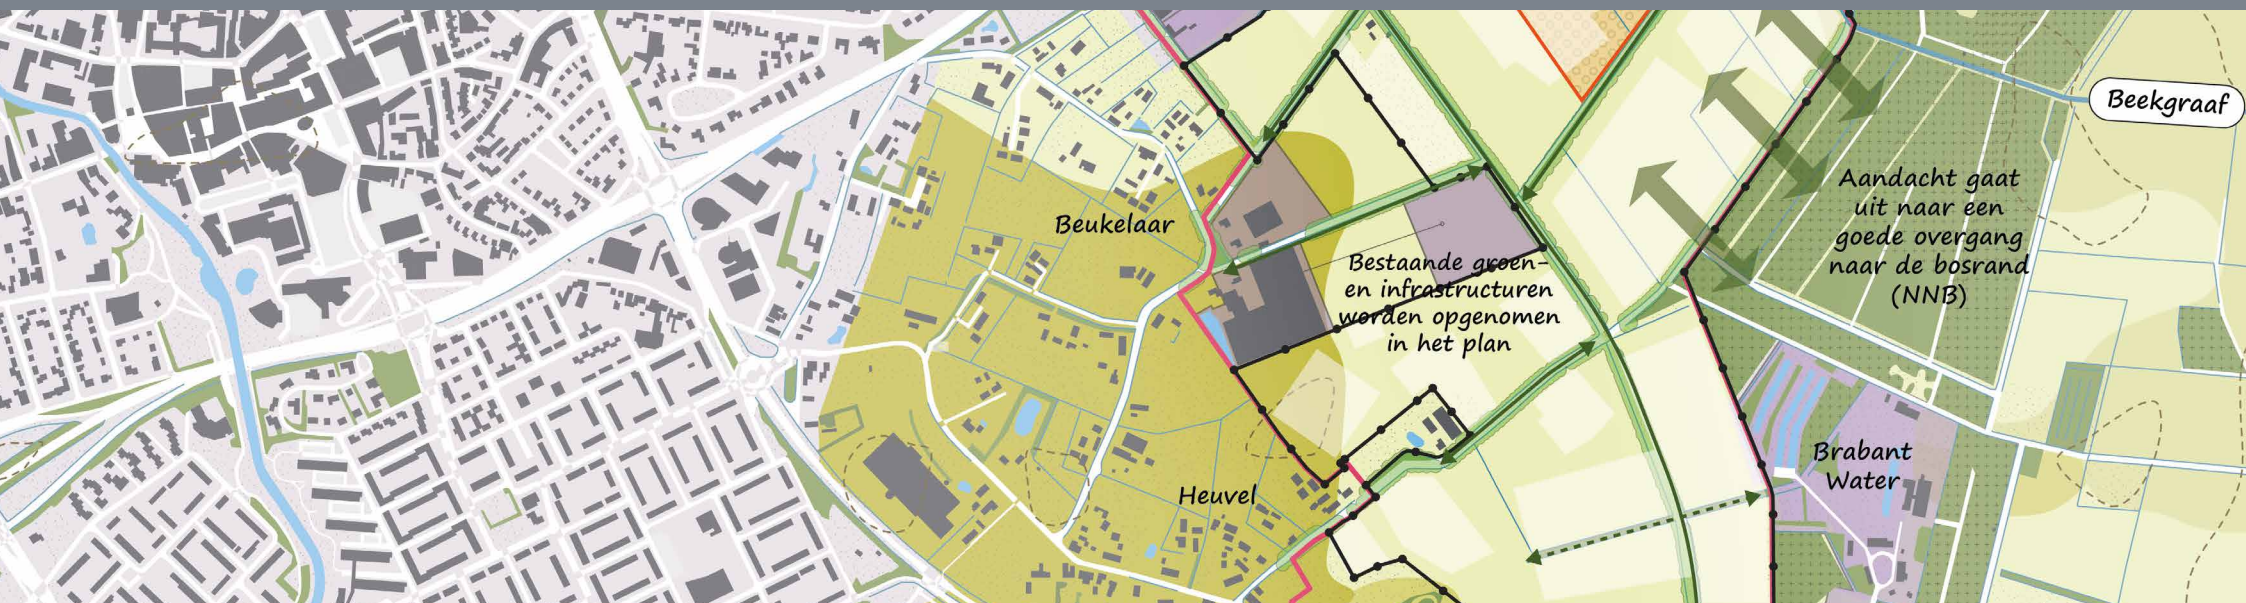 Beekgraaf
Aandacht gaat
uit naar een
goede overgang
naar de bosrand
(NNB)
Beukelaar
Bestaande groen-
en infrastructuren
worden opgenomen
in het plan
Brabant
Water
Heuvel